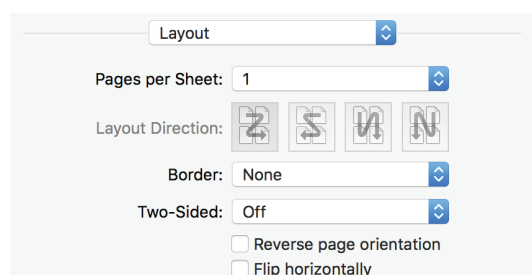 Layout
Pages per Sheet: 1
Layout Direction:
Border: None
Two-Sided: Off
Reverse page orientation
Flip horizontally